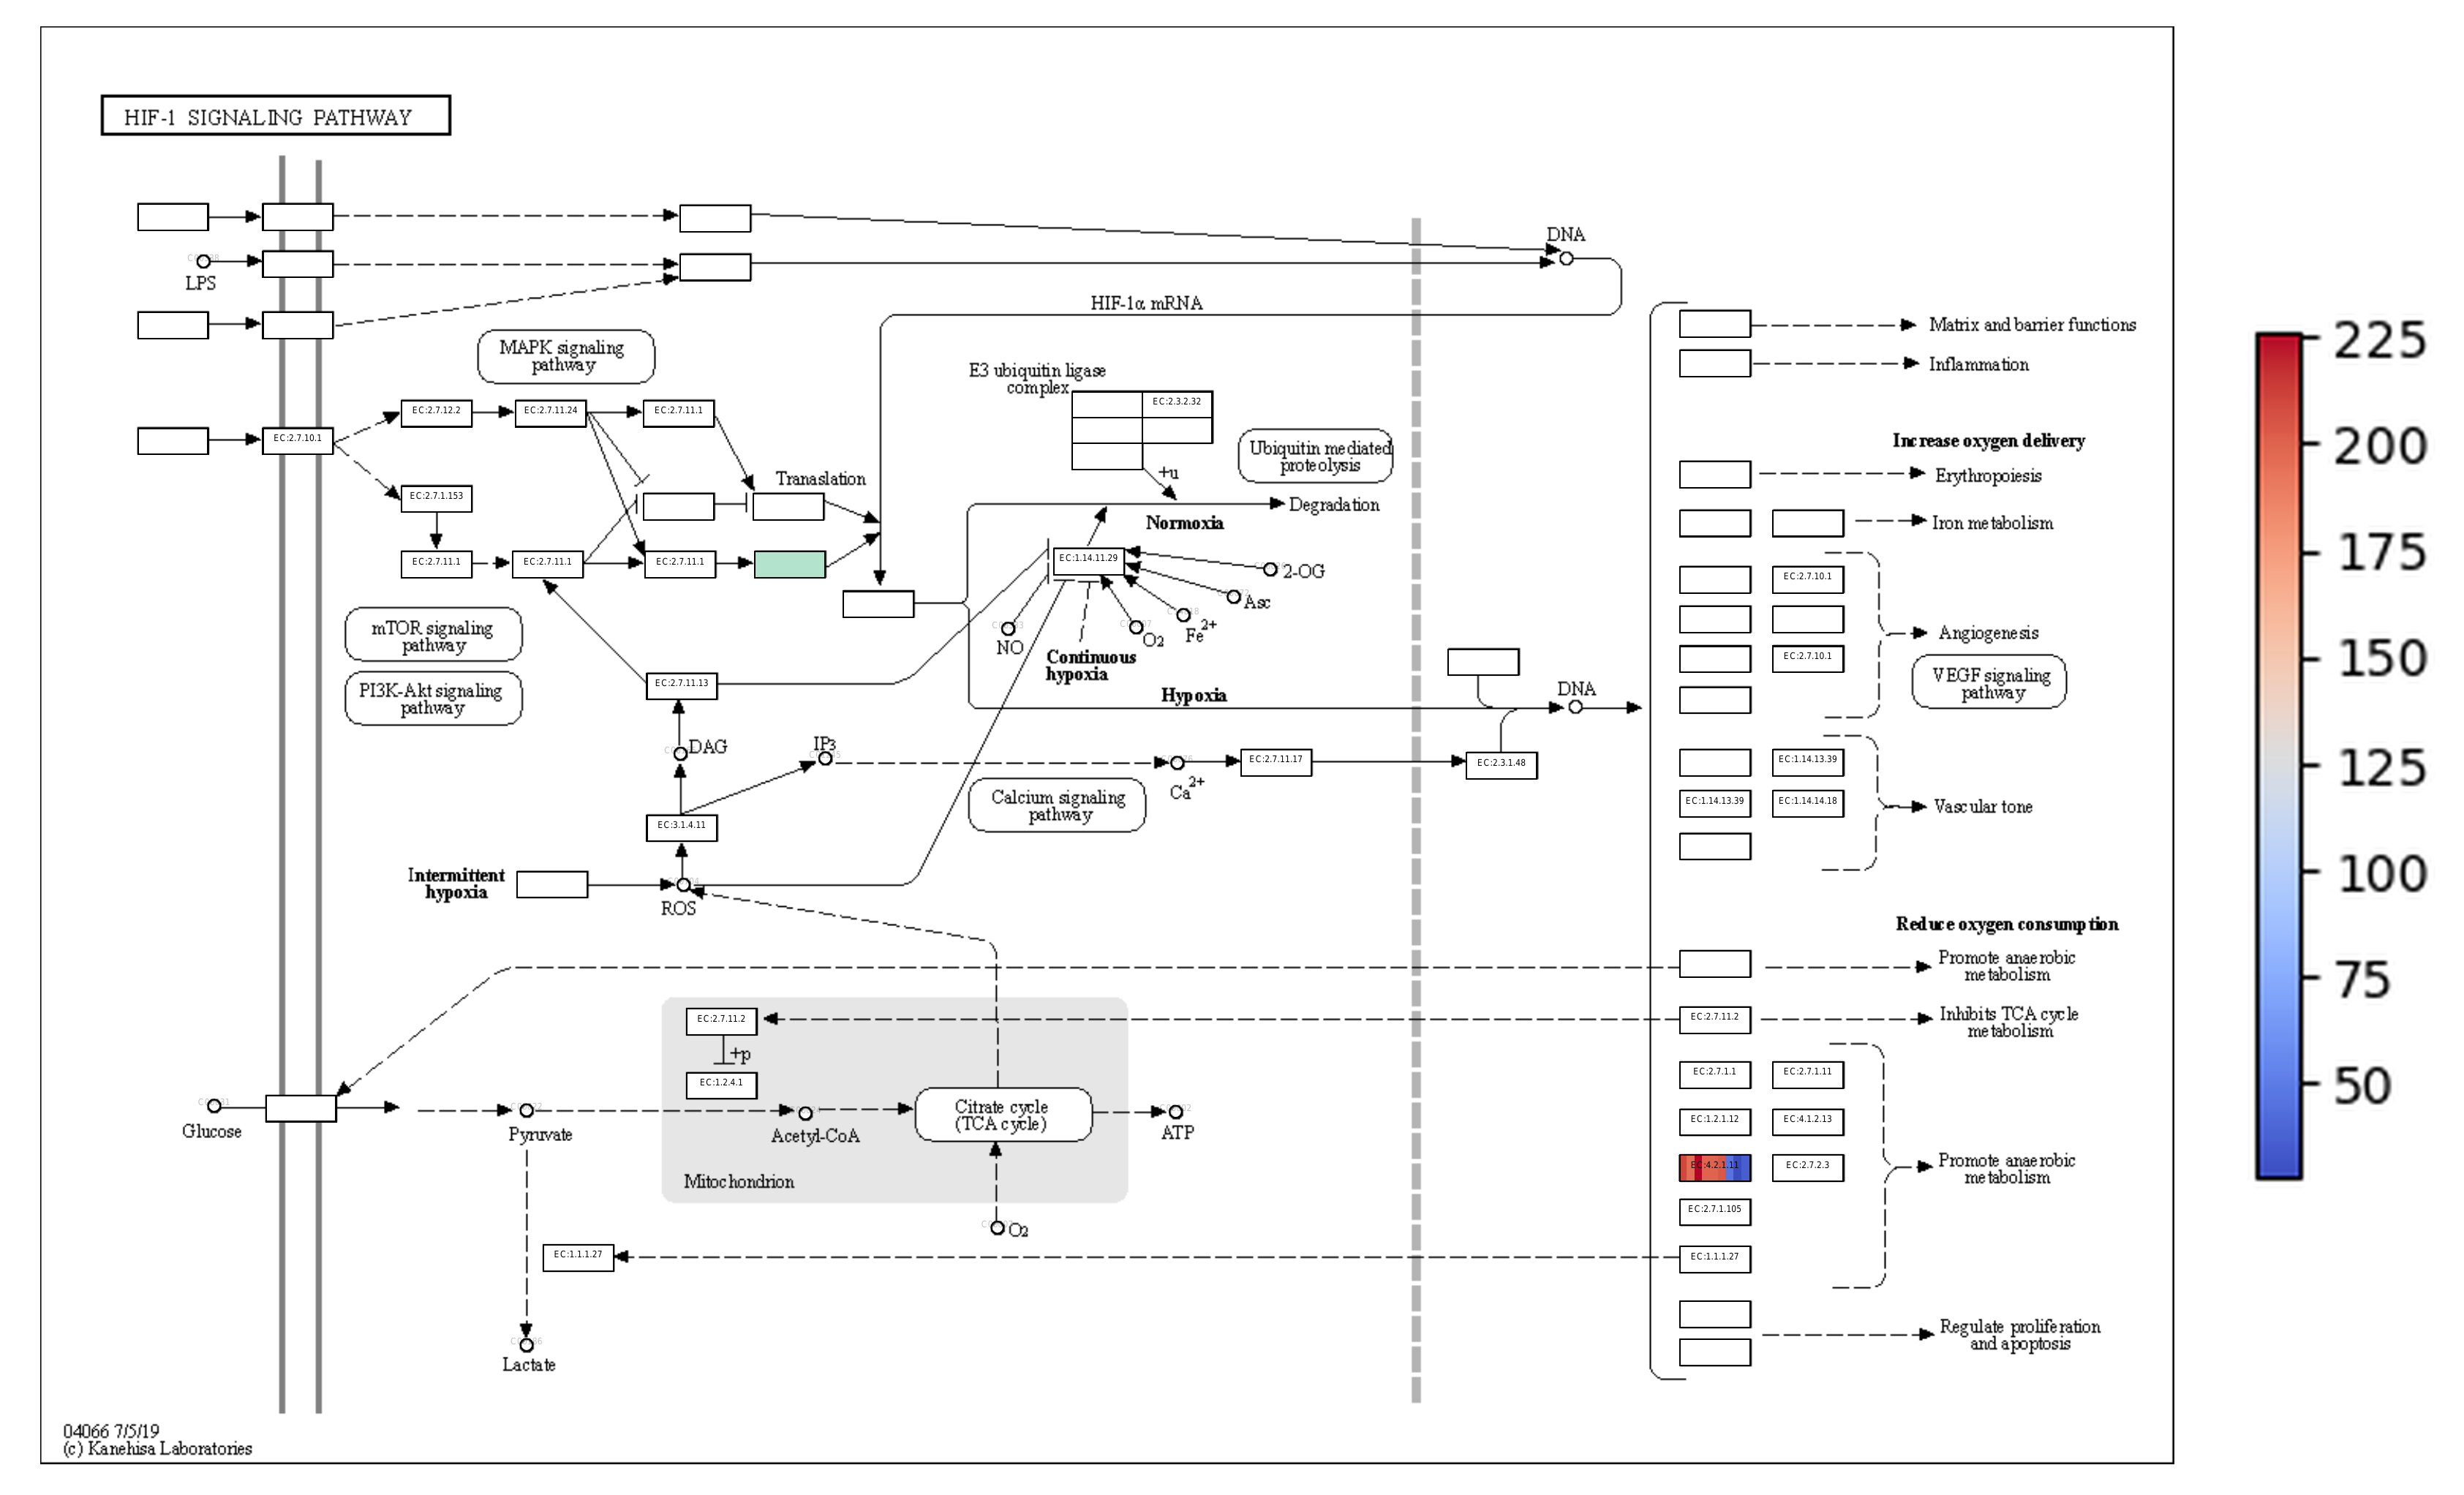 HIF-1 SIGNALING PATHWAY
DNA
LPS
HIF-1α mRNA
MAPK signaling
pathway
E3 ubiquitin ligase
complex
EC:2.3.2.32
EC:2.7.12.2
EC:2.7.11.24
EC:2.7.11.1
EC:2.7.10.1
Ubiquitin mediated
proteolysis
+u
Tranaslation
EC:2.7.1.153
Degradation
Normoxia
EC:2.7.11.1
EC:2.7.11.1
EC:2.7.11.1
EC:1.14.11.29
2-OG
Asc
Fe2+
O2
NO
Continuous
hypoxia
mTOR signaling
pathway
PI3K-Akt signaling
pathway
EC:2.7.11.13
Hypoxia
DNA
DAG
IP3
Ca2+
EC:2.7.11.17
EC:2.3.1.48
Calcium signaling
pathway
EC:3.1.4.11
Intermittent
hypoxia
ROS
EC:2.7.11.2
+p
EC:1.2.4.1
Glucose
Pyruvate
Acetyl-CoA
Citrate cycle
(TCA cycle)
ATP
Mitochondrion
O2
EC:1.1.1.27
Lactate
Matrix and barrier functions
Inflammation
Increase oxygen delivery
Erythropoiesis
Iron metabolism
EC:2.7.10.1
Angiogenesis
EC:2.7.10.1
VEGF signaling
pathway
EC:1.14.13.39
EC:1.14.13.39
EC:1.14.14.18
Vascular tone
Reduce oxygen consumption
Promote anaerobic
metabolism
EC:2.7.11.2
Inhibits TCA cycle
metabolism
EC:2.7.1.1
EC:2.7.1.11
EC:1.2.1.12
EC:4.1.2.13
EC:4.2.1.11
EC:2.7.2.3
Promote anaerobic
metabolism
EC:2.7.1.105
EC:1.1.1.27
Regulate proliferation
and apoptosis
04066 7/5/19
(c) Kanehisa Laboratories
225
200
175
150
125
100
75
50